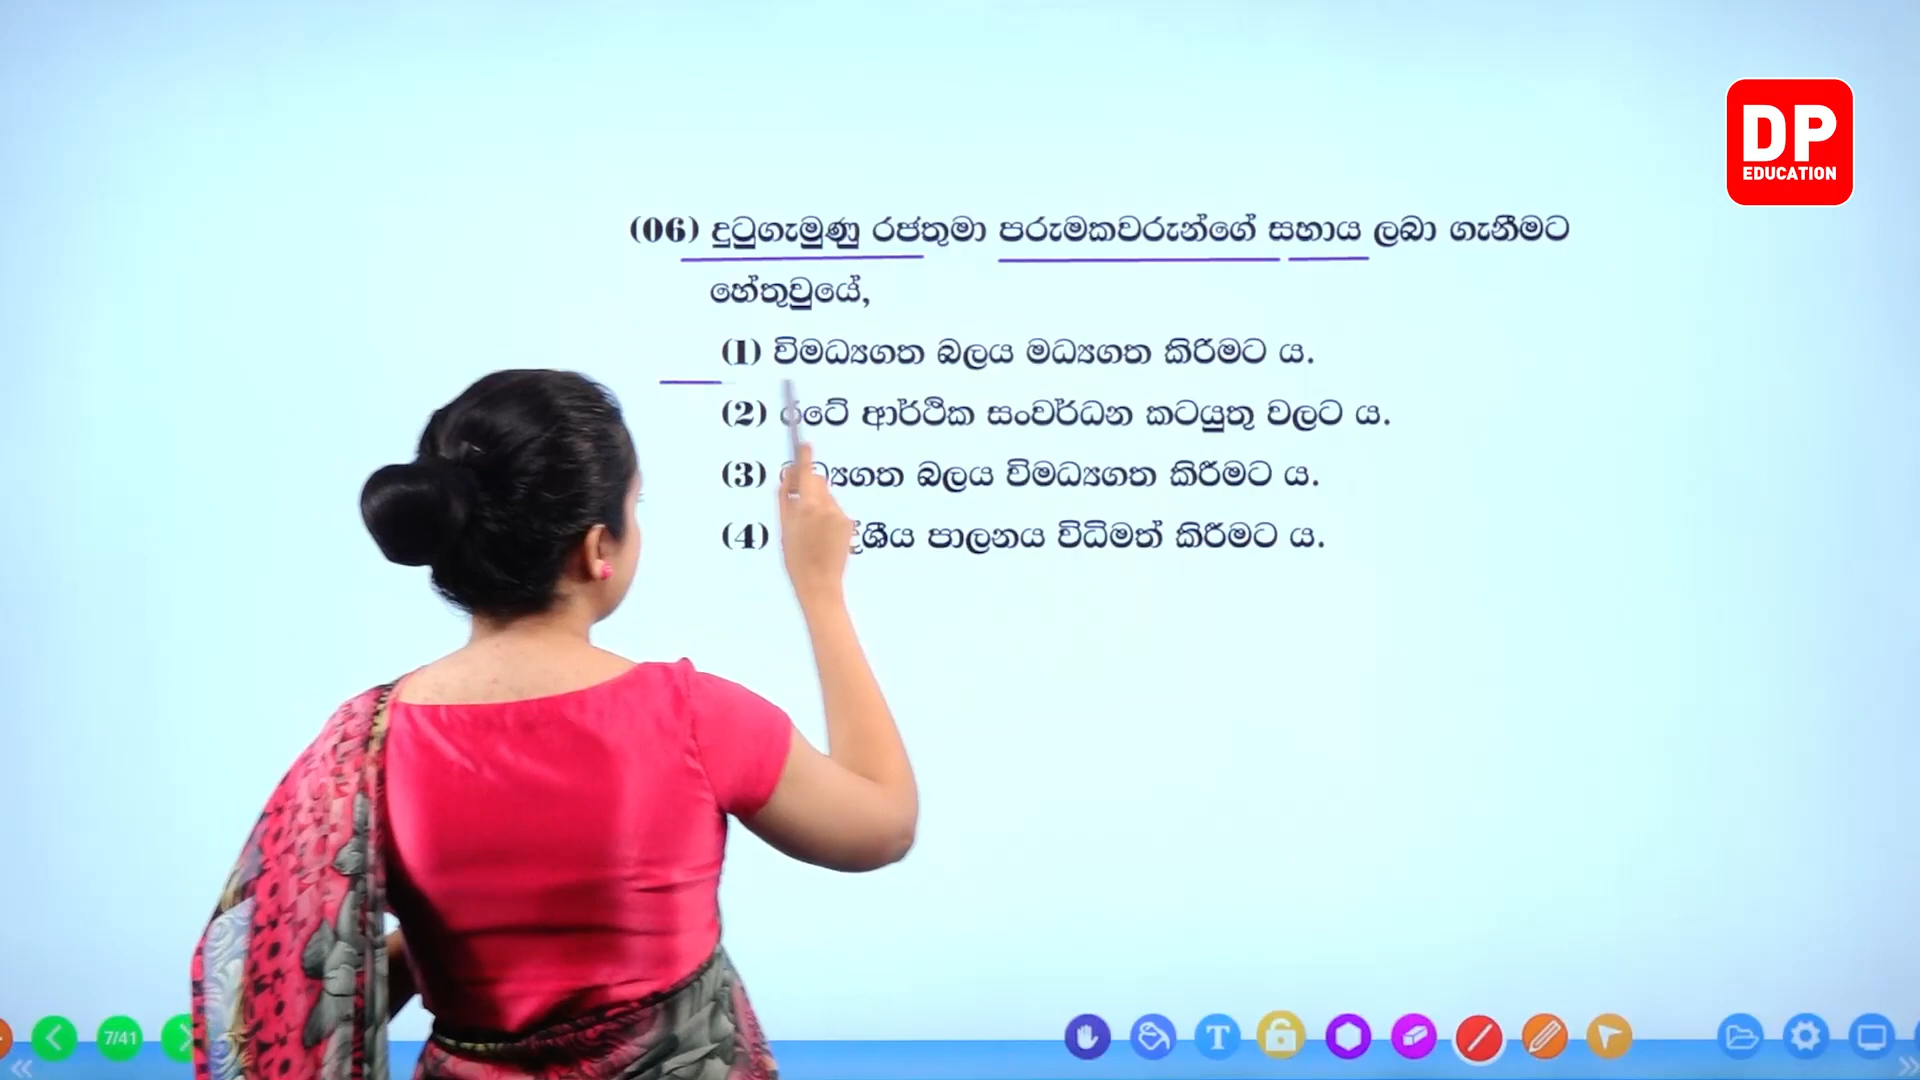 DP
EDUCATION
(06) දුටුගැමුණු රජතුමා පරුමකවරුන්ගේ සහාය ලබා ගැනීමට
හේතුවුයේ,
(1) විමධ්‍යගත බලය මධ්‍යගත කිරීමට ය.
(2) ආර්ථික සංවර්ධන කටයුතු වලට ය.
(3) බලය විමධ්‍යගත කිරීමට ය.
(4) පාලනය විධිමත් කිරීමට ය.
7/41